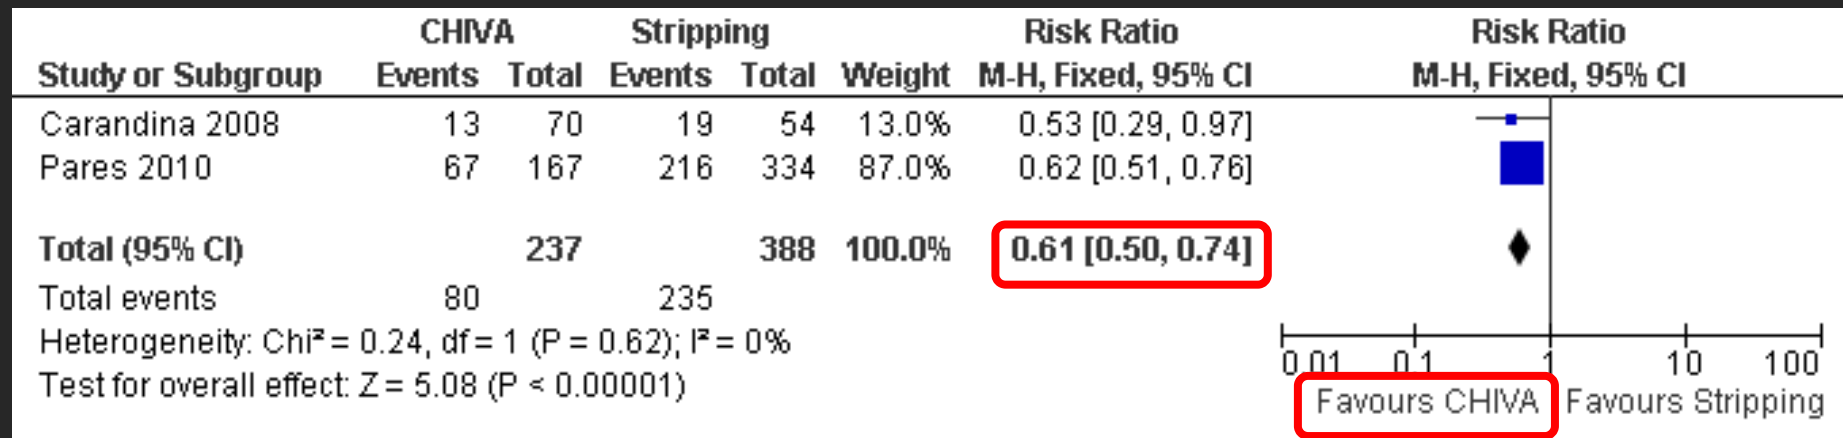 CHIVA Stripping Risk Ratio Risk Ratio
Study or Subgroup Events Total Events Total Weight M-H, Fixed, 95% CI M-H, Fixed, 95% CI
Carandina 2008 13 70 19 54 13.0% 0.53 [0.29, 0.97]
Pares 2010 67 167 216 334 87.0% 0.62 [0.51, 0.76]
Total (95% CI) 237 388 100.0% 0.61 [0.50, 0.74]
Total events 80 235
Heterogeneity: Chi² = 0.24, df = 1 (P = 0.62); I² = 0%
Test for overall effect: Z = 5.08 (P < 0.00001)
0.01 0.1 1 10 100
Favours CHIVA Favours Stripping